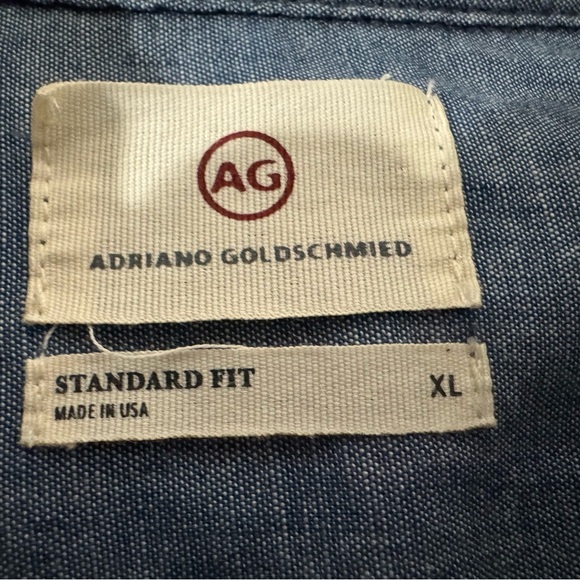 AG
ADRIANO GOLDSCHMIED
STANDARD FIT
XL
MADE IN USA